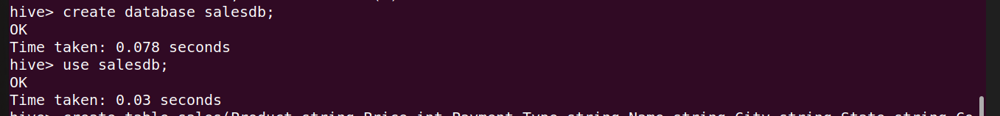 hive> create database salesdb;
OK
Time taken: 0.078 seconds
hive> use salesdb;
OK
Time taken: 0.03 seconds
hive> create table sales(Product string,Price int,Payment_Type string,Name string,City string,State string,Co